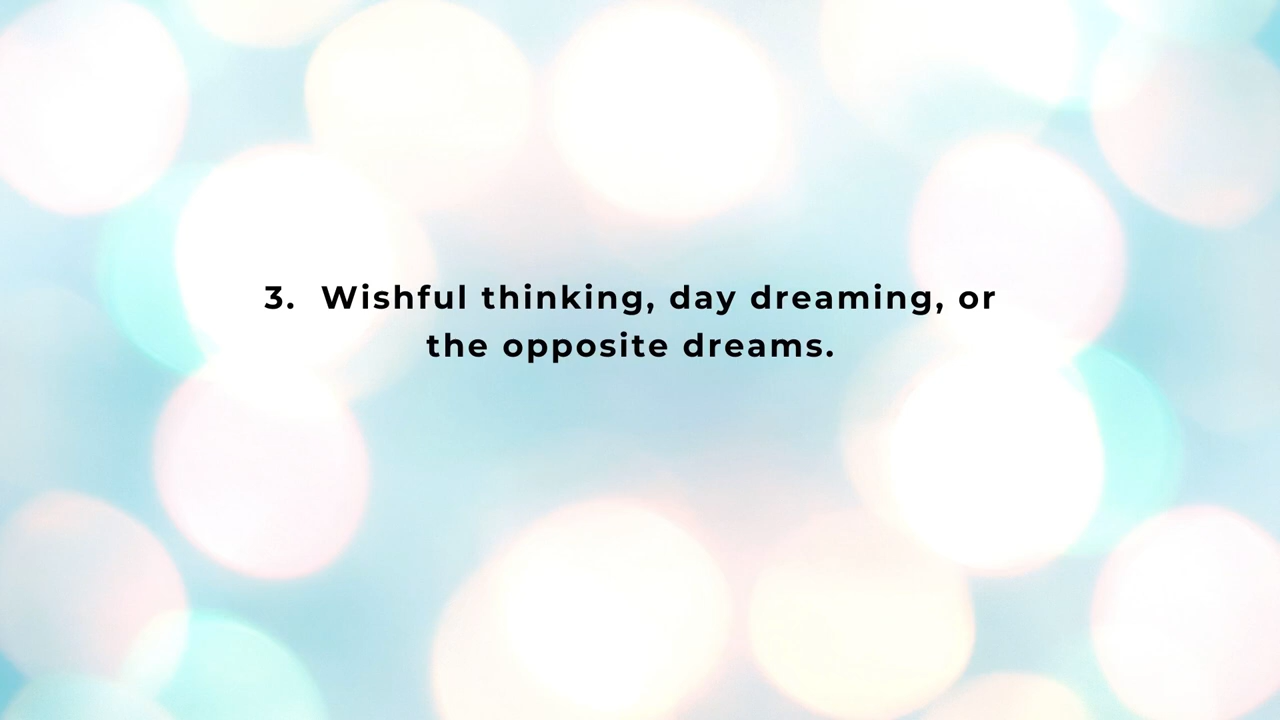 3. Wishful thinking, day dreaming, or
the opposite dreams.